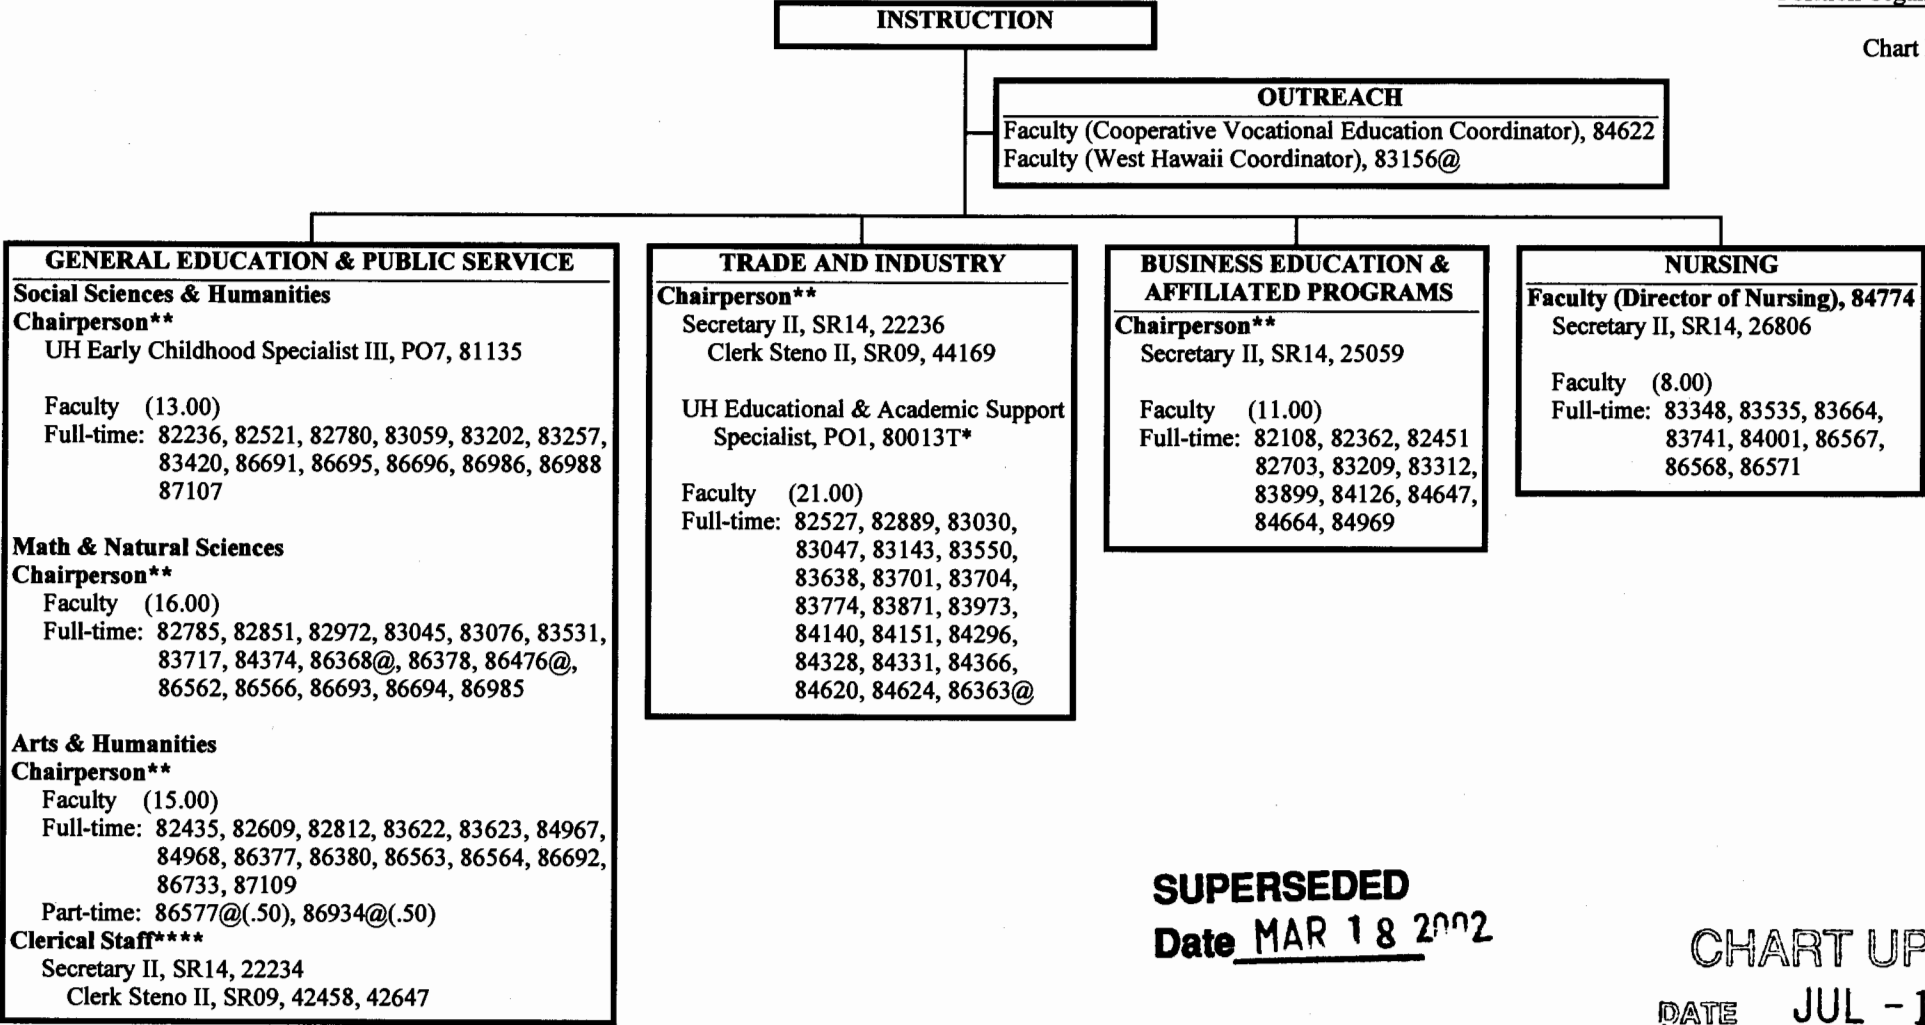 Chart
INSTRUCTION
OUTREACH
Faculty (Cooperative Vocational Education Coordinator), 84622
Faculty (West Hawaii Coordinator), 83156@
GENERAL EDUCATION & PUBLIC SERVICE
Social Sciences & Humanities
Chairperson**
UH Early Childhood Specialist III, PO7, 81135
Faculty (13.00)
Full-time: 82236, 82521, 82780, 83059, 83202, 83257,
83420, 86691, 86695, 86696, 86986, 86988
87107
Math & Natural Sciences
Chairperson**
Faculty (16.00)
Full-time: 82785, 82851, 82972, 83045, 83076, 83531,
83717, 84374, 86368@, 86378, 86476@,
86562, 86566, 86693, 86694, 86985
Arts & Humanities
Chairperson**
Faculty (15.00)
Full-time: 82435, 82609, 82812, 83622, 83623, 84967,
84968, 86377, 86380, 86563, 86564, 86692,
86733, 87109
Part-time: 86577@(.50), 86934@(.50)
Clerical Staff****
Secretary II, SR14, 22234
Clerk Steno II, SR09, 42458, 42647
TRADE AND INDUSTRY
Chairperson**
Secretary II, SR14, 22236
Clerk Steno II, SR09, 44169
UH Educational & Academic Support
Specialist, PO1, 80013T*
Faculty (21.00)
Full-time: 82527, 82889, 83030,
83047, 83143, 83550,
83638, 83701, 83704,
83774, 83871, 83973,
84140, 84151, 84296,
84328, 84331, 84366,
84620, 84624, 86363@
BUSINESS EDUCATION &
AFFILIATED PROGRAMS
Chairperson**
Secretary II, SR14, 25059
Faculty (11.00)
Full-time: 82108, 82362, 82451
82703, 83209, 83312,
83899, 84126, 84647,
84664, 84969
NURSING
Faculty (Director of Nursing), 84774
Secretary II, SR14, 26806
Faculty (8.00)
Full-time: 83348, 83535, 83664,
83741, 84001, 86567,
86568, 86571
SUPERSEDED
Date MAR 18 2002
CHART UP
DATE JUL - 1